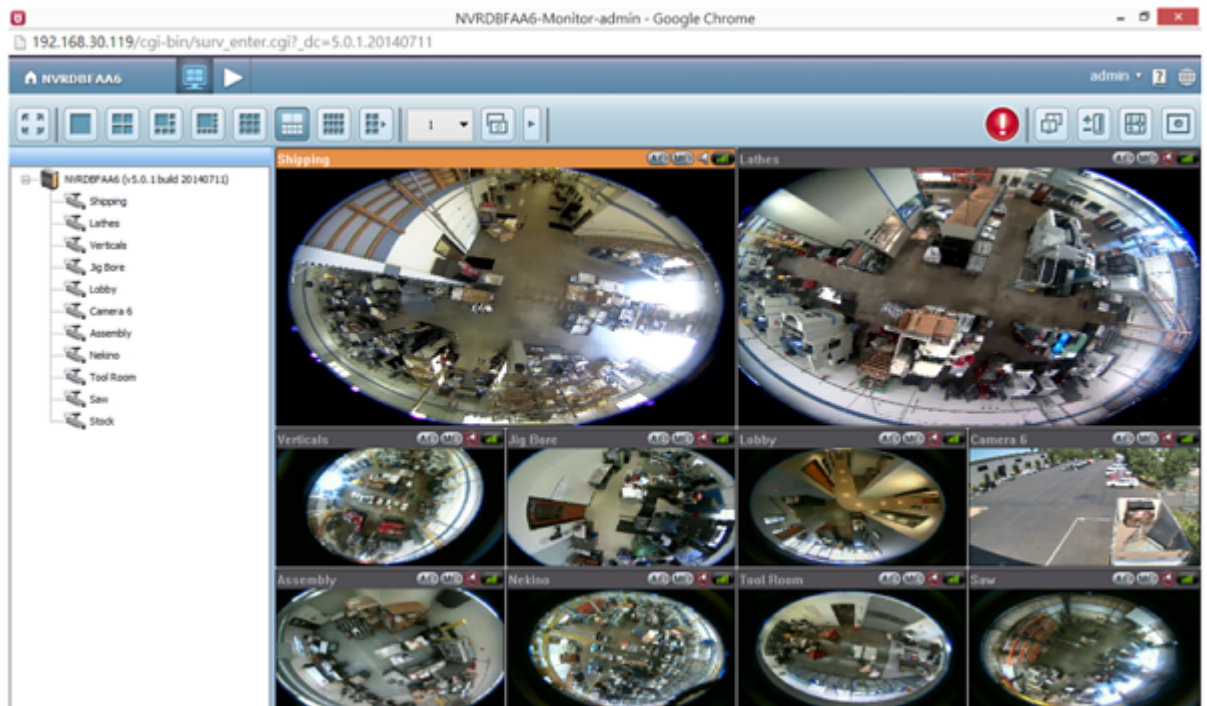 NVRDBFAA6-Monitor-admin - Google Chrome
192.168.30.119/cgi-bin/surv_enter.cgi?_dc=5.0.1.20140711
NVRDBFAA6
admin
?
1
!
NVRDBFAA6 (v5.0.1 build 20140711)
Shipping
Lathes
Verticals
Jig Bore
Lobby
Camera 6
Assembly
Nekino
Tool Room
Saw
Stock
Shipping
Lathes
Verticals
Jig Bore
Lobby
Camera 6
Assembly
Nekino
Tool Room
Saw